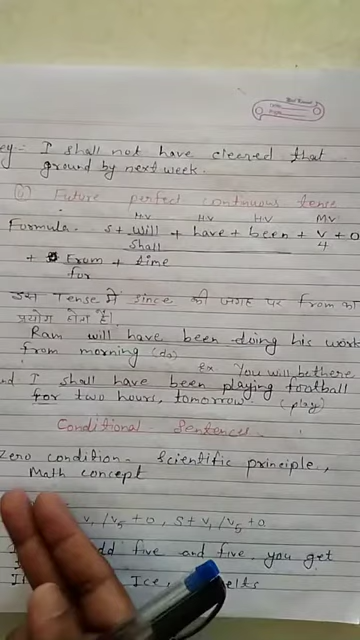 I shall not have cleared that
ground by next week.
Future perfect continuous tense
HV HV HV MV
Formula. S + will + have + been + V + O
shall 4
+ From + time
for
इस Tense में since की जगह पर from का
प्रयोग होता है।
Ram will have been doing his work
from morning (do)
Ex You will be there
I shall have been playing football
for two hours, tomorrow (play)
Conditional Sentence.
Zero condition - Scientific principle,
Math concept
V₁/V₅ + O, S + V₁/V₅ + O
five and five, you get
Ice,